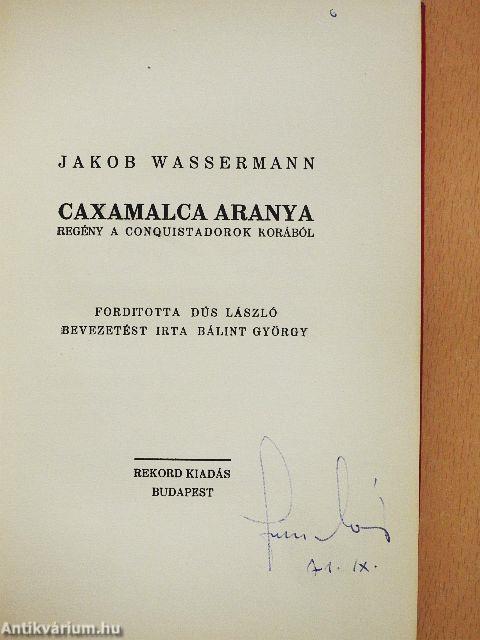 6
JAKOB WASSERMANN
CAXAMALCA ARANYA
REGÉNY A CONQUISTADOROK KORÁBÓL
FORDITOTTA DÚS LÁSZLÓ
BEVEZETÉST IRTA BÁLINT GYÖRGY
REKORD KIADÁS
BUDAPEST
71. IX.
Antikvárium.hu